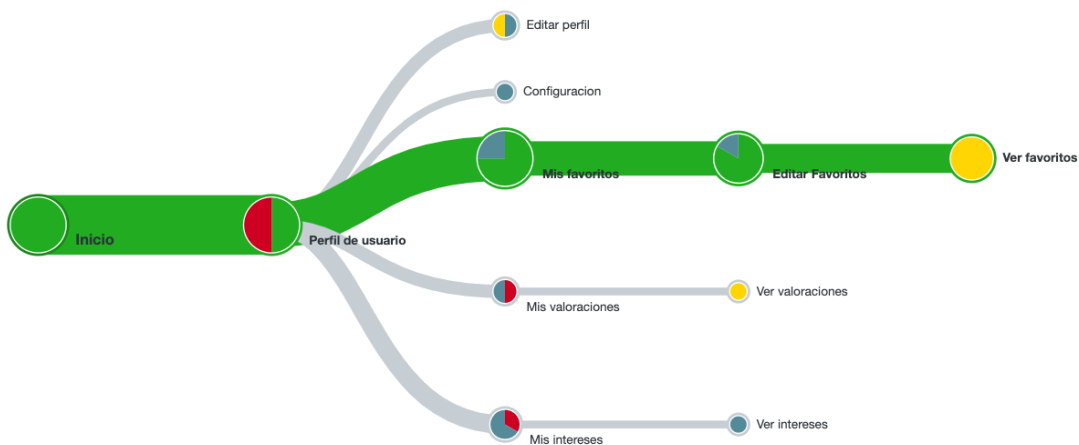 Editar perfil
Configuracion
Mis favoritos
Editar Favoritos
Ver favoritos
Inicio
Perfil de usuario
Mis valoraciones
Ver valoraciones
Mis intereses
Ver intereses